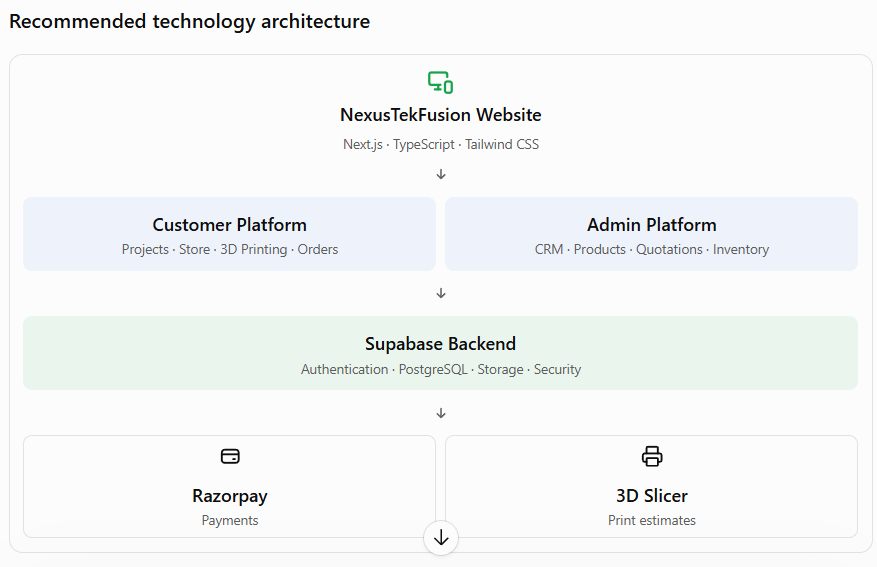 Recommended technology architecture
NexusTekFusion Website
Next.js · TypeScript · Tailwind CSS
Customer Platform
Projects · Store · 3D Printing · Orders
Admin Platform
CRM · Products · Quotations · Inventory
Supabase Backend
Authentication · PostgreSQL · Storage · Security
Razorpay
Payments
3D Slicer
Print estimates